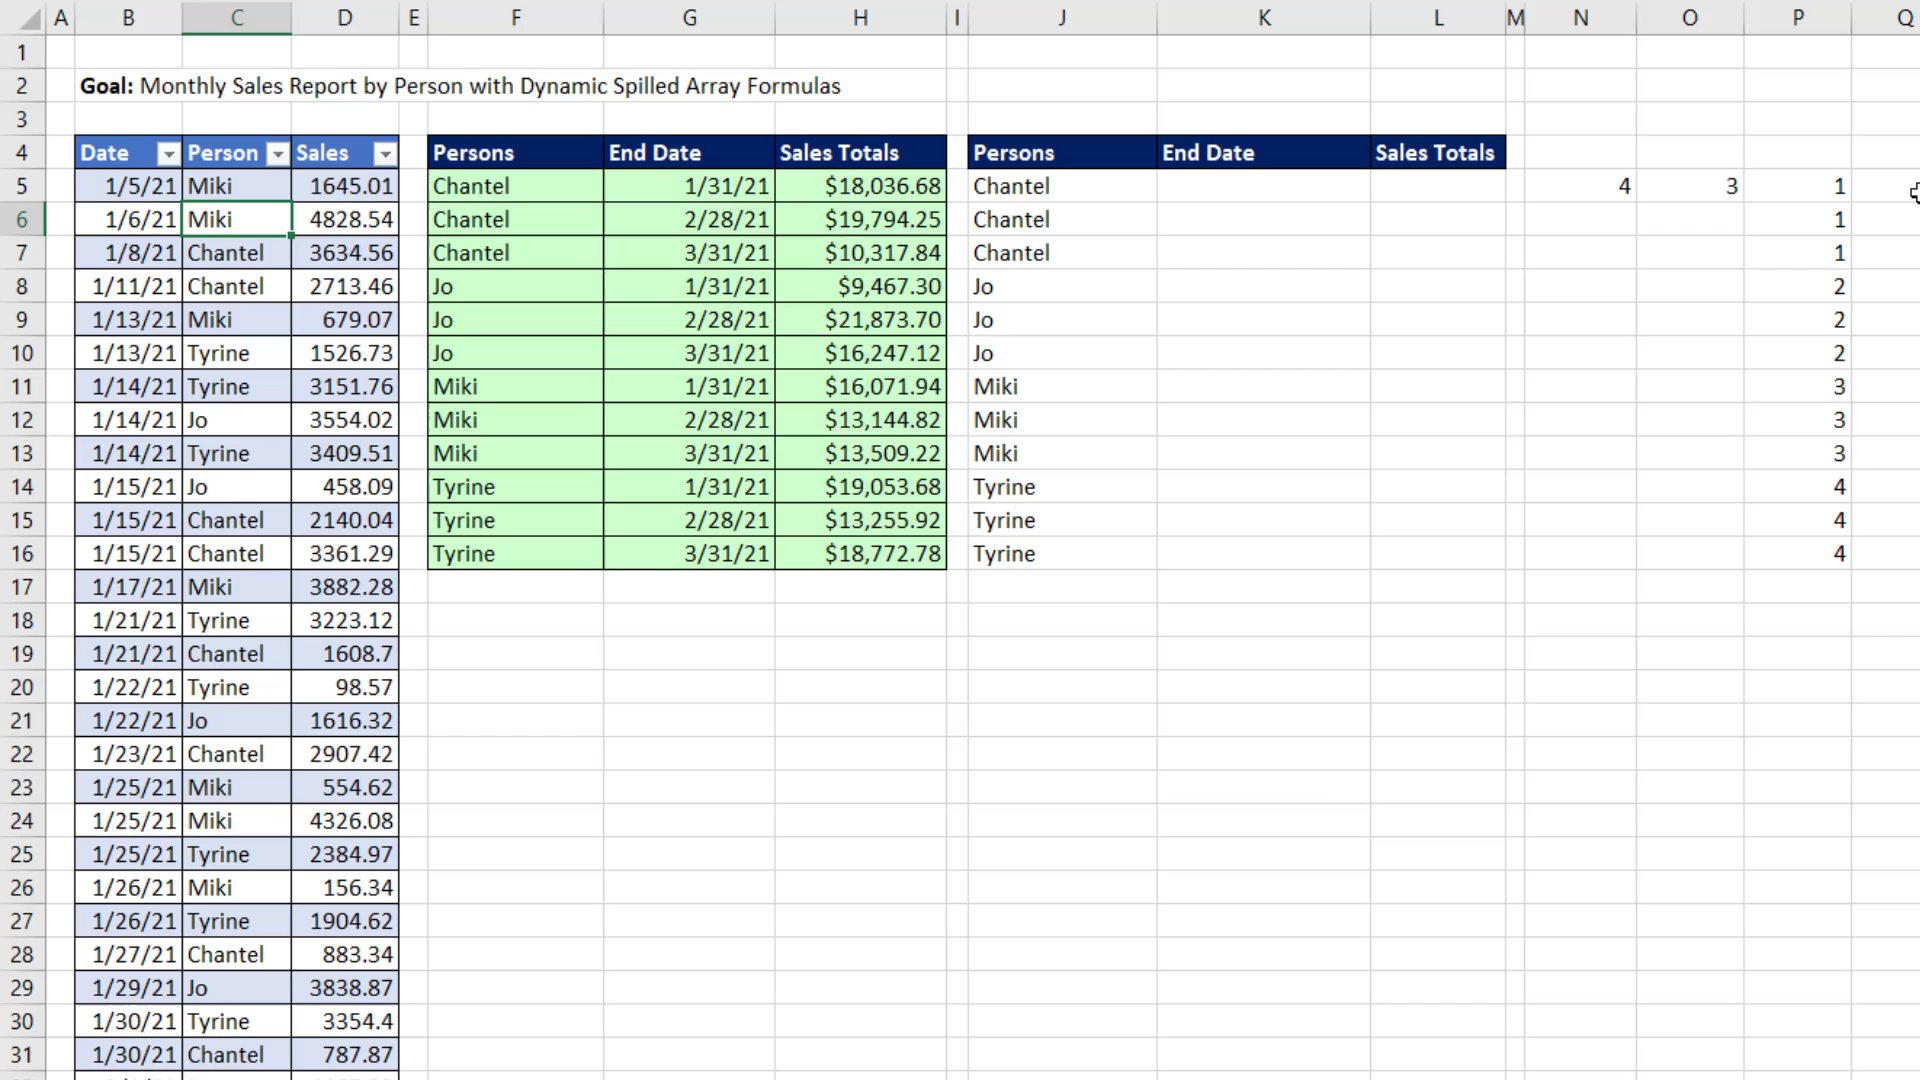 A B C D E F G H I J K L M N O P Q
1
2 Goal: Monthly Sales Report by Person with Dynamic Spilled Array Formulas
3
4 Date Person Sales Persons End Date Sales Totals Persons End Date Sales Totals
5 1/5/21 Miki 1645.01 Chantel 1/31/21 $18,036.68 Chantel 4 3 1
6 1/6/21 Miki 4828.54 Chantel 2/28/21 $19,794.25 Chantel 1
7 1/8/21 Chantel 3634.56 Chantel 3/31/21 $10,317.84 Chantel 1
8 1/11/21 Chantel 2713.46 Jo 1/31/21 $9,467.30 Jo 2
9 1/13/21 Miki 679.07 Jo 2/28/21 $21,873.70 Jo 2
10 1/13/21 Tyrine 1526.73 Jo 3/31/21 $16,247.12 Jo 2
11 1/14/21 Tyrine 3151.76 Miki 1/31/21 $16,071.94 Miki 3
12 1/14/21 Jo 3554.02 Miki 2/28/21 $13,144.82 Miki 3
13 1/14/21 Tyrine 3409.51 Miki 3/31/21 $13,509.22 Miki 3
14 1/15/21 Jo 458.09 Tyrine 1/31/21 $19,053.68 Tyrine 4
15 1/15/21 Chantel 2140.04 Tyrine 2/28/21 $13,255.92 Tyrine 4
16 1/15/21 Chantel 3361.29 Tyrine 3/31/21 $18,772.78 Tyrine 4
17 1/17/21 Miki 3882.28
18 1/21/21 Tyrine 3223.12
19 1/21/21 Chantel 1608.7
20 1/22/21 Tyrine 98.57
21 1/22/21 Jo 1616.32
22 1/23/21 Chantel 2907.42
23 1/25/21 Miki 554.62
24 1/25/21 Miki 4326.08
25 1/25/21 Tyrine 2384.97
26 1/26/21 Miki 156.34
27 1/26/21 Tyrine 1904.62
28 1/27/21 Chantel 883.34
29 1/29/21 Jo 3838.87
30 1/30/21 Tyrine 3354.4
31 1/30/21 Chantel 787.87